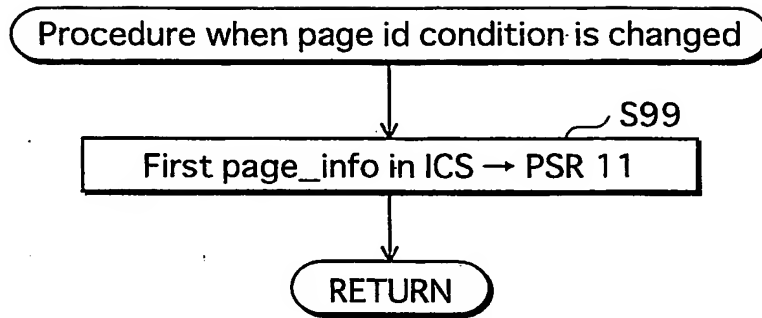 Procedure when page id condition is changed
S99
First page_info in ICS → PSR 11
RETURN